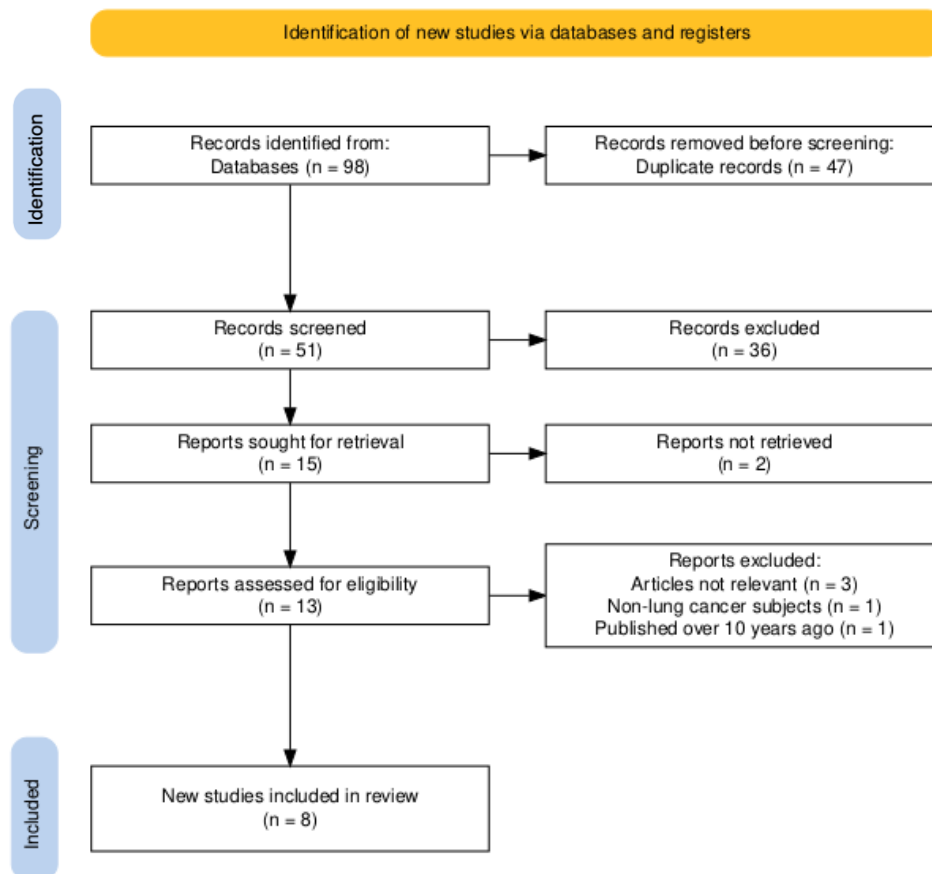 Identification of new studies via databases and registers
Identification
Records identified from:
Databases (n = 98)
Records removed before screening:
Duplicate records (n = 47)
Screening
Records screened
(n = 51)
Records excluded
(n = 36)
Reports sought for retrieval
(n = 15)
Reports not retrieved
(n = 2)
Reports assessed for eligibility
(n = 13)
Reports excluded:
Articles not relevant (n = 3)
Non-lung cancer subjects (n = 1)
Published over 10 years ago (n = 1)
Included
New studies included in review
(n = 8)